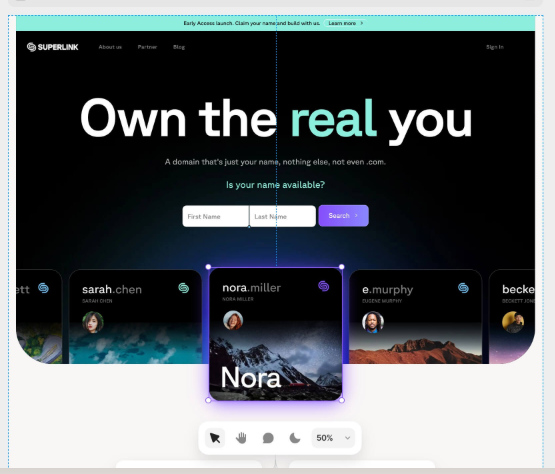 Early Access launch. Claim your name and build with us. Learn more >
SUPERLINK About us Partner Blog Sign In
Own the real you
A domain that's just your name, nothing else, not even .com.
Is your name available?
First Name Last Name Search >
ett
sarah.chen
SARAH CHEN
nora.miller
NORA MILLER
Nora
e.murphy
EUGENE MURPHY
becke
BECKETT JONE
50%